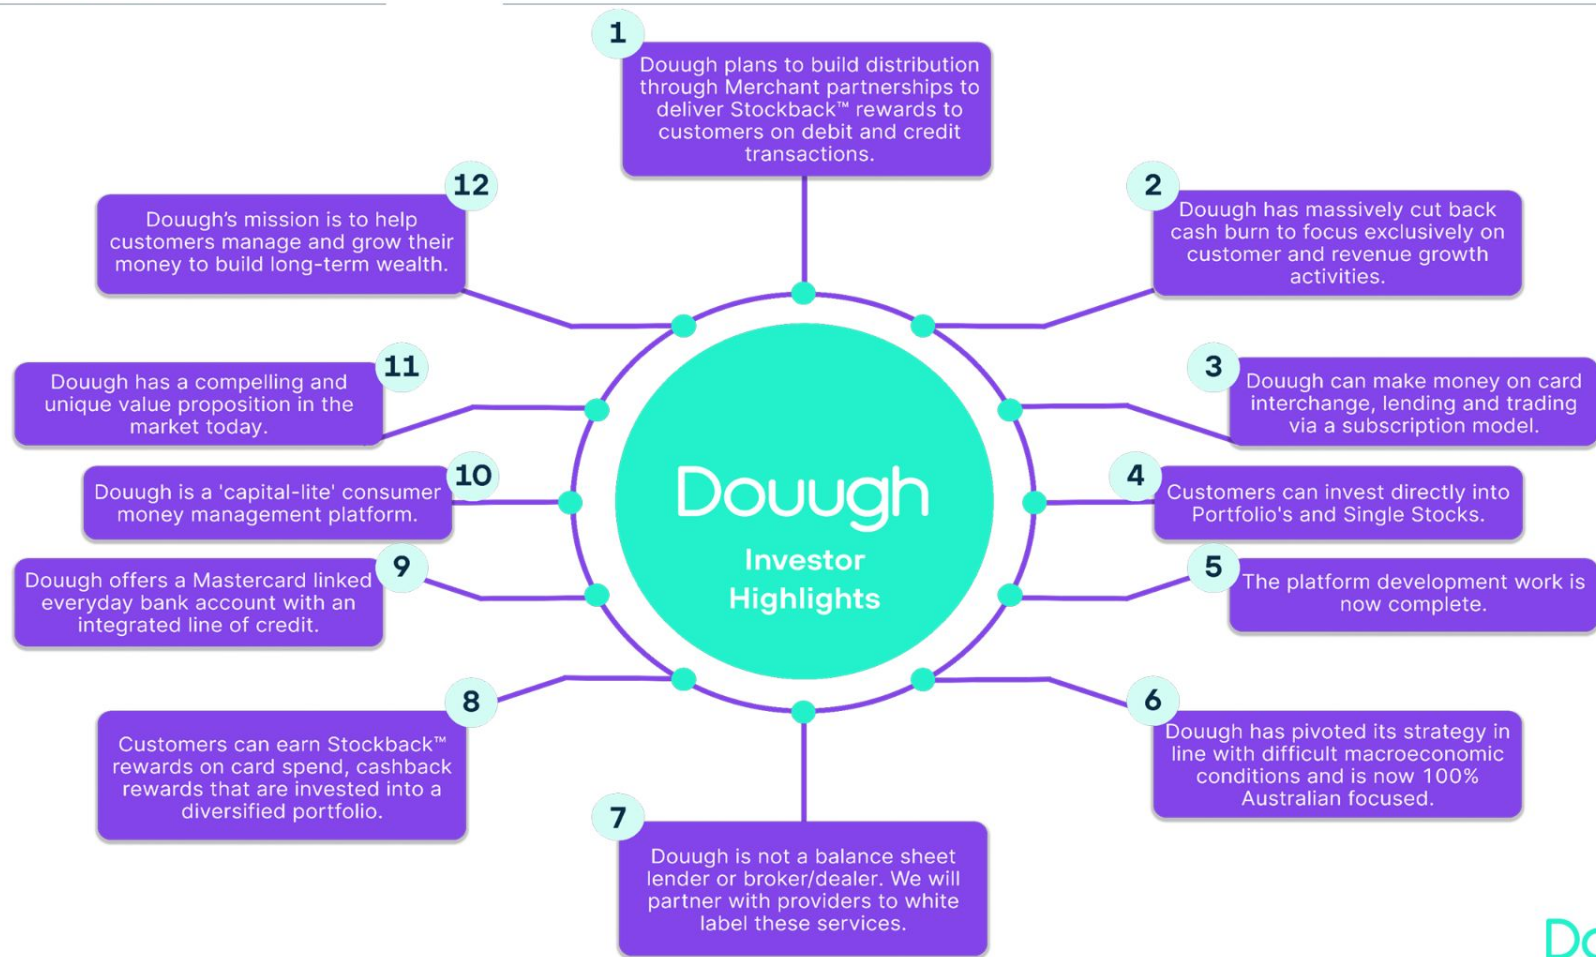 1
Douugh plans to build distribution
through Merchant partnerships to
deliver Stockback™ rewards to
customers on debit and credit
transactions.
2
Douugh has massively cut back
cash burn to focus exclusively on
customer and revenue growth
activities.
3
Douugh can make money on card
interchange, lending and trading
via a subscription model.
4
Customers can invest directly into
Portfolio's and Single Stocks.
5
The platform development work is
now complete.
6
Douugh has pivoted its strategy in
line with difficult macroeconomic
conditions and is now 100%
Australian focused.
7
Douugh is not a balance sheet
lender or broker/dealer. We will
partner with providers to white
label these services.
8
Customers can earn Stockback™
rewards on card spend, cashback
rewards that are invested into a
diversified portfolio.
9
Douugh offers a Mastercard linked
everyday bank account with an
integrated line of credit.
10
Douugh is a 'capital-lite' consumer
money management platform.
11
Douugh has a compelling and
unique value proposition in the
market today.
12
Douugh’s mission is to help
customers manage and grow their
money to build long-term wealth.
Douugh
Investor
Highlights